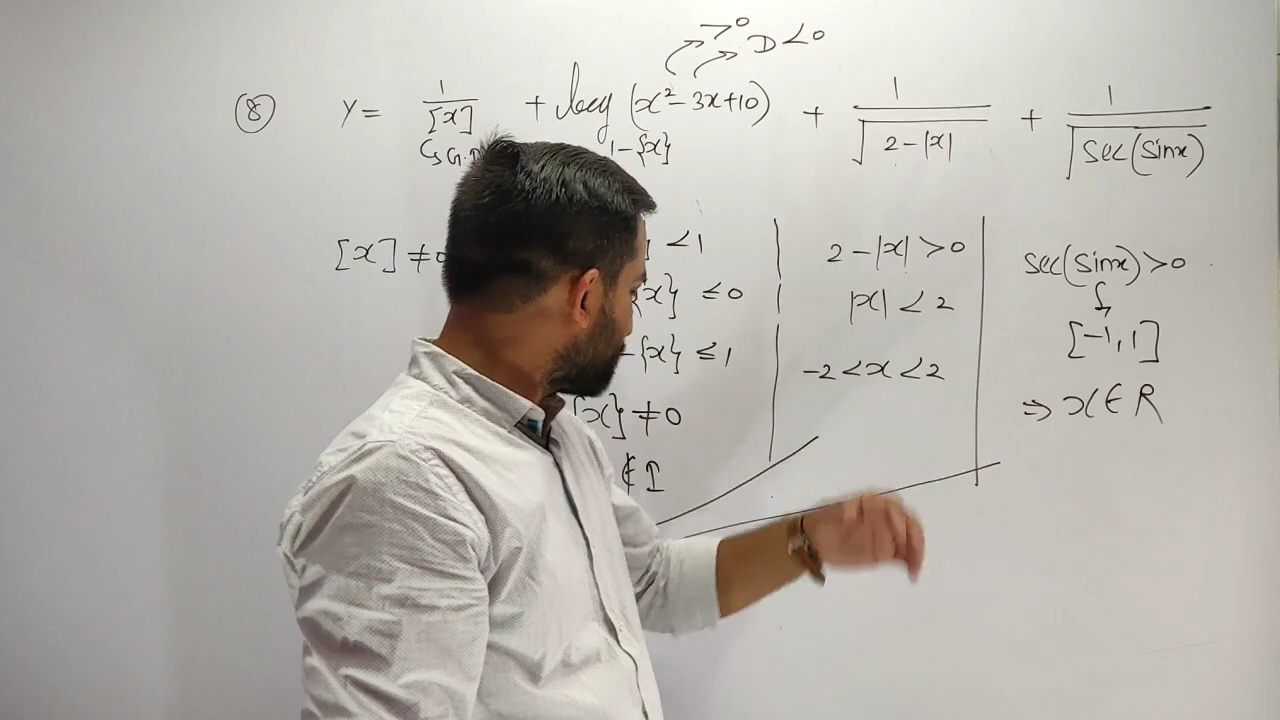 → >0 D<0
⑧ Y = 1/[x] + log (x² - 3x + 10) + 1/√(2 - |x|) + 1/√(sec(sinx))
1-{x}
[x] ≠ <1 2 - |x| > 0 sec(sinx) > 0
{x} ≤ 0 |x| < 2
[-1, 1]
- {x} ≤ 1 -2 < x < 2
{x} ≠ 0 ⇒ x ∈ R
∉ I